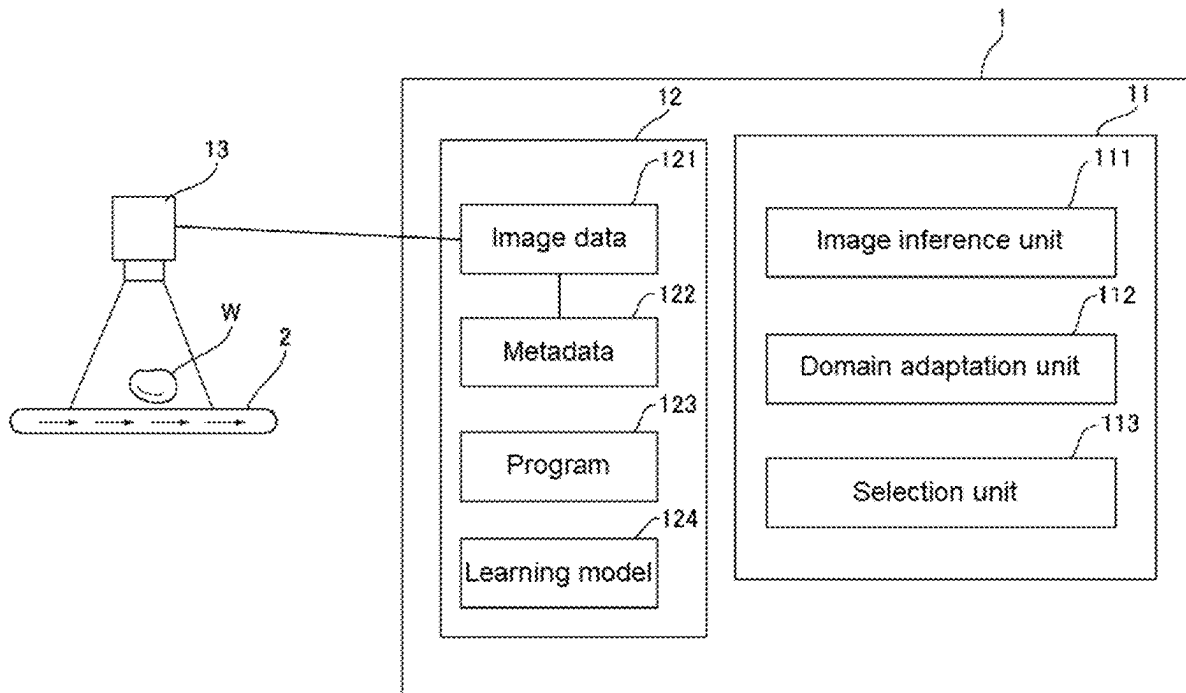 1
12
11
13
121
111
Image data
Image inference unit
122
112
W
2
Metadata
Domain adaptation unit
123
113
Program
Selection unit
124
Learning model